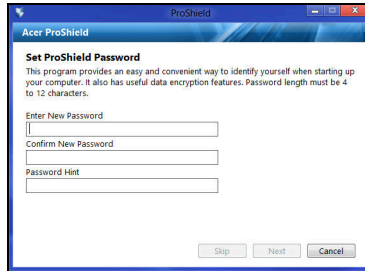 ProShield
Acer ProShield
Set ProShield Password
This program provides an easy and convenient way to identify yourself when starting up
your computer. It also has useful data encryption features. Password length must be 4
to 12 characters.
Enter New Password
Confirm New Password
Password Hint
Skip Next Cancel